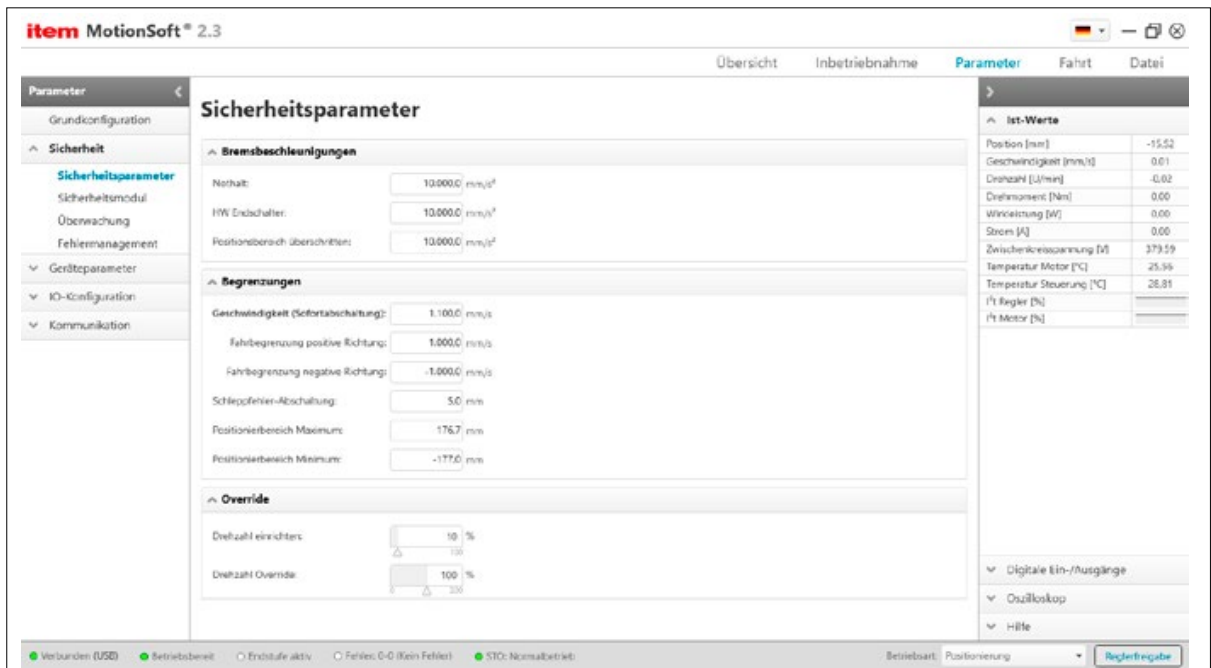 item MotionSoft® 2.3
Übersicht Inbetriebnahme Parameter Fahrt Datei
Parameter
Grundkonfiguration
Sicherheit
Sicherheitsparameter
Sicherheitsmodul
Überwachung
Fehlermanagement
Geräteparameter
IO-Konfiguration
Kommunikation
Sicherheitsparameter
Bremsbeschleunigungen
Nothalt: 10.000,0 mm/s²
HW Endschalter: 10.000,0 mm/s²
Positionsbereich überschritten: 10.000,0 mm/s²
Begrenzungen
Geschwindigkeit (Sofortabschaltung): 1.100,0 mm/s
Fahrbegrenzung positive Richtung: 1.000,0 mm/s
Fahrbegrenzung negative Richtung: -1.000,0 mm/s
Schleppfehler-Abschaltung: 5,0 mm
Positionierbereich Maximum: 176,7 mm
Positionierbereich Minimum: -177,0 mm
Override
Drehzahl einrichten: 10 %
100
Drehzahl Override: 100 %
0 200
Ist-Werte
Position [mm] -15,52
Geschwindigkeit [mm/s] 0,01
Drehzahl [U/min] -0,02
Drehmoment [Nm] 0,00
Wirkleistung [W] 0,00
Strom [A] 0,00
Zwischenkreisspannung [V] 379,59
Temperatur Motor [°C] 25,56
Temperatur Steuerung [°C] 28,81
I²t Regler [%]
I²t Motor [%]
Digitale Ein-/Ausgänge
Oszilloskop
Hilfe
Verbunden (USB) Betriebsbereit Endstufe aktiv Fehler: 0-0 (Kein Fehler) STO: Normalbetrieb Betriebsart: Positionierung Reglerfreigabe